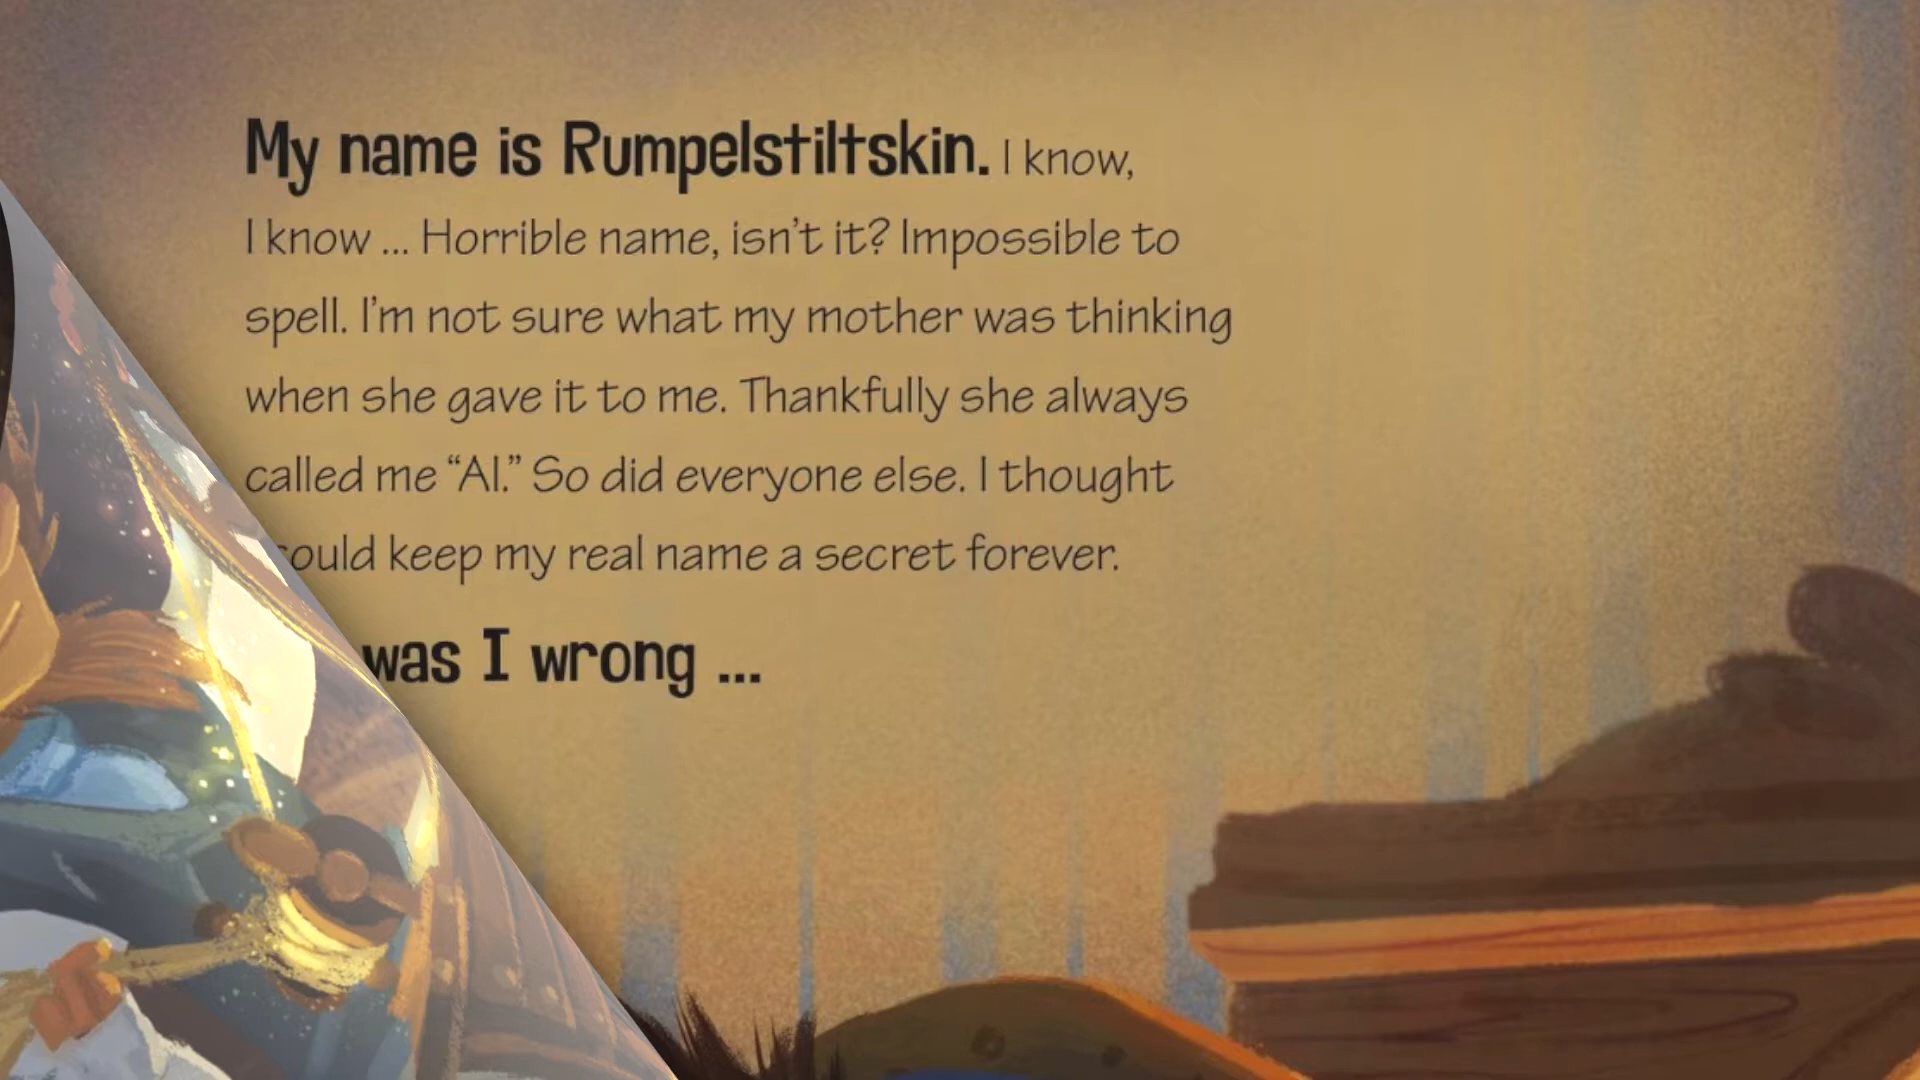 My name is Rumpelstiltskin. I know,
I know ... Horrible name, isn't it? Impossible to
spell. I'm not sure what my mother was thinking
when she gave it to me. Thankfully she always
called me “Al.” So did everyone else. I thought
could keep my real name a secret forever.
was I wrong ...